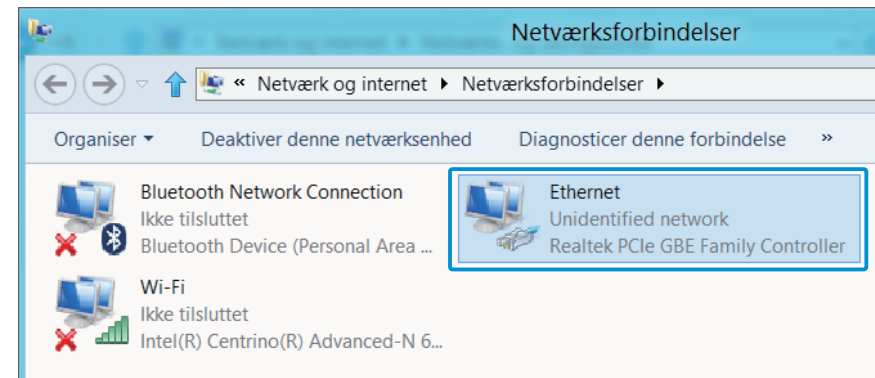 Netværksforbindelser
« Netværk og internet Netværksforbindelser
Organiser Deaktiver denne netværksenhed Diagnosticer denne forbindelse »
Bluetooth Network Connection
Ikke tilsluttet
Bluetooth Device (Personal Area ...
Ethernet
Unidentified network
Realtek PCIe GBE Family Controller
Wi-Fi
Ikke tilsluttet
Intel(R) Centrino(R) Advanced-N 6...